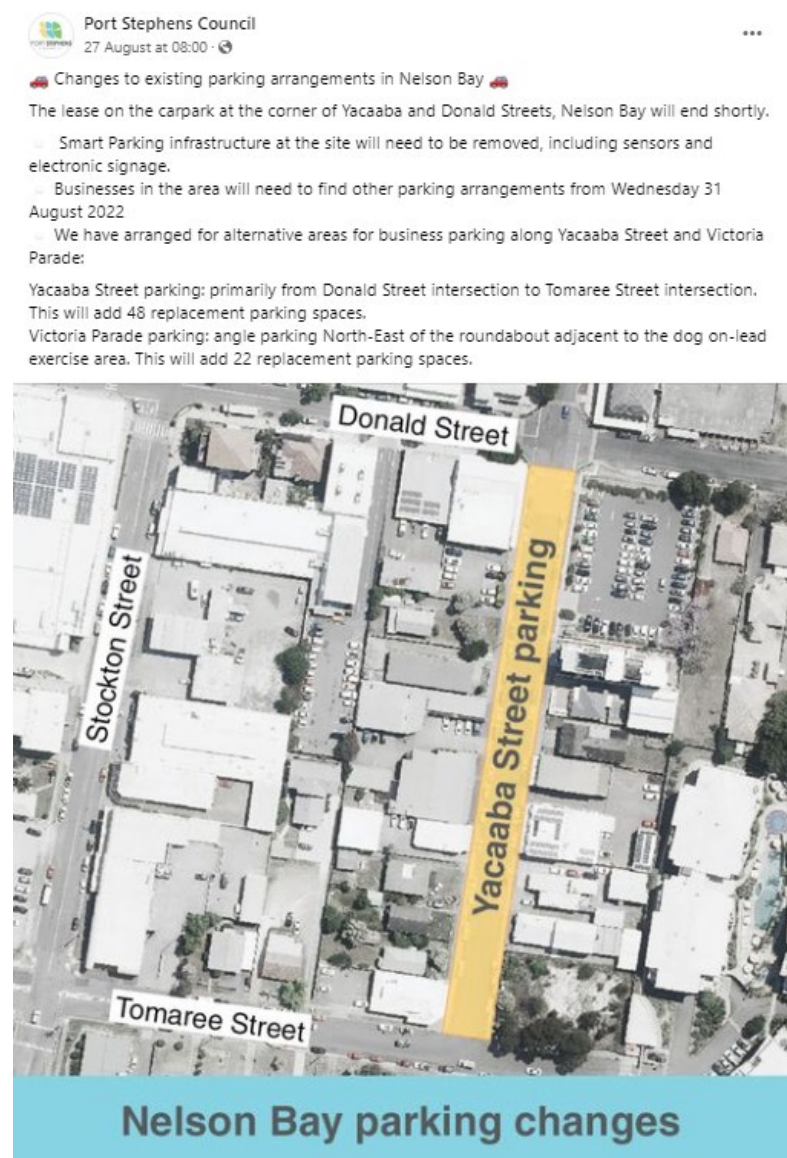 PORT STEPHENS
Port Stephens Council
27 August at 08:00 ·
Changes to existing parking arrangements in Nelson Bay
The lease on the carpark at the corner of Yacaaba and Donald Streets, Nelson Bay will end shortly.
Smart Parking infrastructure at the site will need to be removed, including sensors and
electronic signage.
Businesses in the area will need to find other parking arrangements from Wednesday 31
August 2022
We have arranged for alternative areas for business parking along Yacaaba Street and Victoria
Parade:
Yacaaba Street parking: primarily from Donald Street intersection to Tomaree Street intersection.
This will add 48 replacement parking spaces.
Victoria Parade parking: angle parking North-East of the roundabout adjacent to the dog on-lead
exercise area. This will add 22 replacement parking spaces.
Donald Street
Stockton Street
Yacaaba Street parking
Tomaree Street
Nelson Bay parking changes